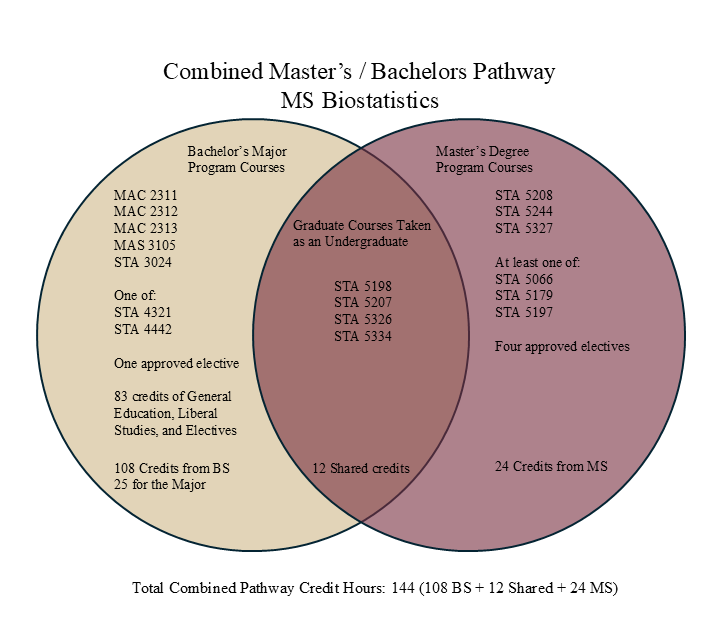 Combined Master's / Bachelors Pathway
MS Biostatistics
Bachelor's Major
Program Courses
MAC 2311
MAC 2312
MAC 2313
MAS 3105
STA 3024
One of:
STA 4321
STA 4442
One approved elective
83 credits of General
Education, Liberal
Studies, and Electives
108 Credits from BS
25 for the Major
Graduate Courses Taken
as an Undergraduate
STA 5198
STA 5207
STA 5326
STA 5334
12 Shared credits
Master's Degree
Program Courses
STA 5208
STA 5244
STA 5327
At least one of:
STA 5066
STA 5179
STA 5197
Four approved electives
24 Credits from MS
Total Combined Pathway Credit Hours: 144 (108 BS + 12 Shared + 24 MS)